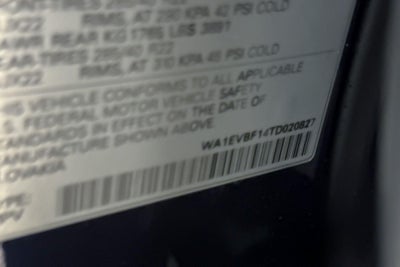 RIMS, AT 290 KPA 42 PSI COLD
REAR KG 1765 LBS 3891
TIRES 285/40 R22
X22 RIMS, AT 310 KPA 45 PSI COLD
VEHICLE CONFORMS TO ALL APPLICABLE
FEDERAL MOTOR VEHICLE SAFETY
STANDARDS IN EFFECT ON THE DATE OF
MANUFACTURE SHOWN ABOVE
WA1EVBF14TD020827